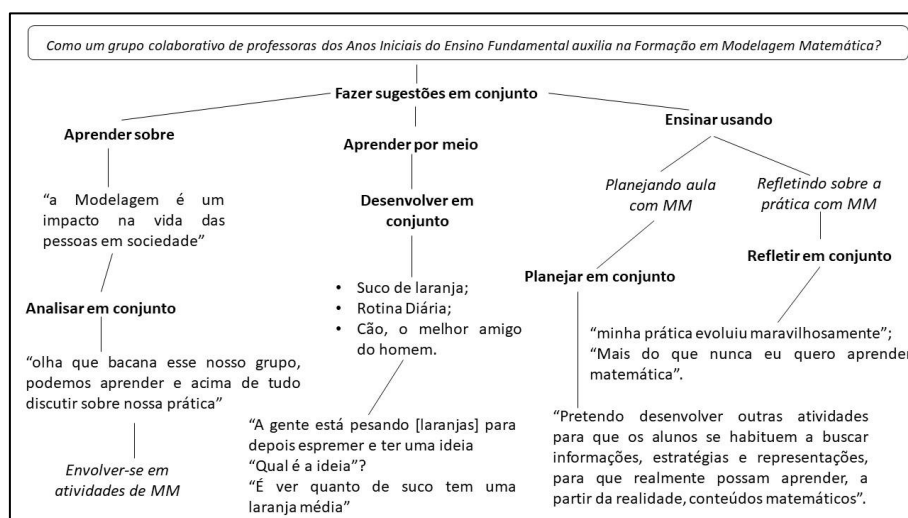 Como um grupo colaborativo de professoras dos Anos Iniciais do Ensino Fundamental auxilia na Formação em Modelagem Matemática?
Fazer sugestões em conjunto
Aprender sobre
“a Modelagem é um
impacto na vida das
pessoas em sociedade”
Analisar em conjunto
“olha que bacana esse nosso grupo,
podemos aprender e acima de tudo
discutir sobre nossa prática”
Envolver-se em
atividades de MM
Aprender por meio
Desenvolver em
conjunto
• Suco de laranja;
• Rotina Diária;
• Cão, o melhor amigo
do homem.
“A gente está pesando [laranjas] para
depois espremer e ter uma ideia
“Qual é a ideia”?
“É ver quanto de suco tem uma
laranja média”
Ensinar usando
Planejando aula
com MM
Planejar em conjunto
“Pretendo desenvolver outras atividades
para que os alunos se habituem a buscar
informações, estratégias e representações,
para que realmente possam aprender, a
partir da realidade, conteúdos matemáticos”.
Refletindo sobre a
prática com MM
Refletir em conjunto
“minha prática evoluiu maravilhosamente”;
“Mais do que nunca eu quero aprender
matemática”.